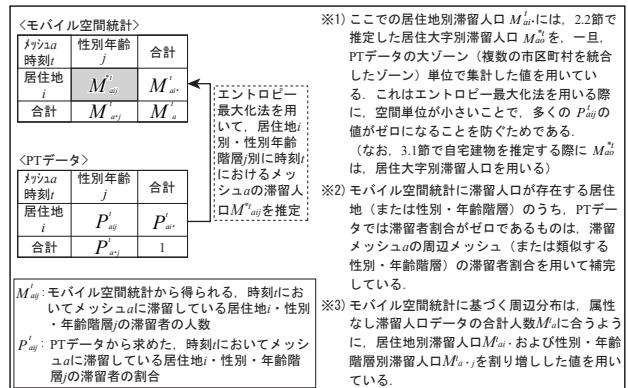 〈モバイル空間統計〉
メッシュa
時刻t
性別年齢
j
合計
居住地
i
M*t aij
Mt ai・
合計
Mt a・j
Mt a
〈PTデータ〉
メッシュa
時刻t
性別年齢
j
合計
居住地
i
Pt aij
Pt ai・
合計
Pt a・j
1
エントロピー
最大化法を用
いて，居住地i
別・性別年齢
階層j別に時刻t
におけるメッ
シュaの滞留人
口M*t aijを推定
Mt aij：モバイル空間統計から得られる，時刻tにお
いてメッシュaに滞留している居住地i・性別
・年齢階層jの滞留者の人数
Pt aij：PTデータから求めた，時刻tにおいてメッシ
ュaに滞留している居住地i・性別・年齢階
層jの滞留者の割合
※1）ここでの居住地別滞留人口 Mt ai・には，2.2節で
推定した居住大字別滞留人口 M*t ao を，一旦，
PTデータの大ゾーン（複数の市区町村を統合
したゾーン）単位で集計した値を用いてい
る．これはエントロピー最大化法を用いる際
に，空間単位が小さいことで，多くの Pt aijの
値がゼロになることを防ぐためである．
（なお，3.1節で自宅建物を推定する際に M*t ao
は，居住大字別滞留人口を用いる）
※2）モバイル空間統計に滞留人口が存在する居住
地（または性別・年齢階層）のうち，PTデー
タでは滞留者割合がゼロであるものは，滞留
メッシュaの周辺メッシュ（または類似する
性別・年齢階層）の滞留者割合を用いて補完
している．
※3）モバイル空間統計に基づく周辺分布は，属性
なし滞留人口データの合計人数Mtaに合うよう
に，居住地別滞留人口Mtai・および性別・年齢
階層別滞留人口Mta・jを割り増しした値を用い
ている．